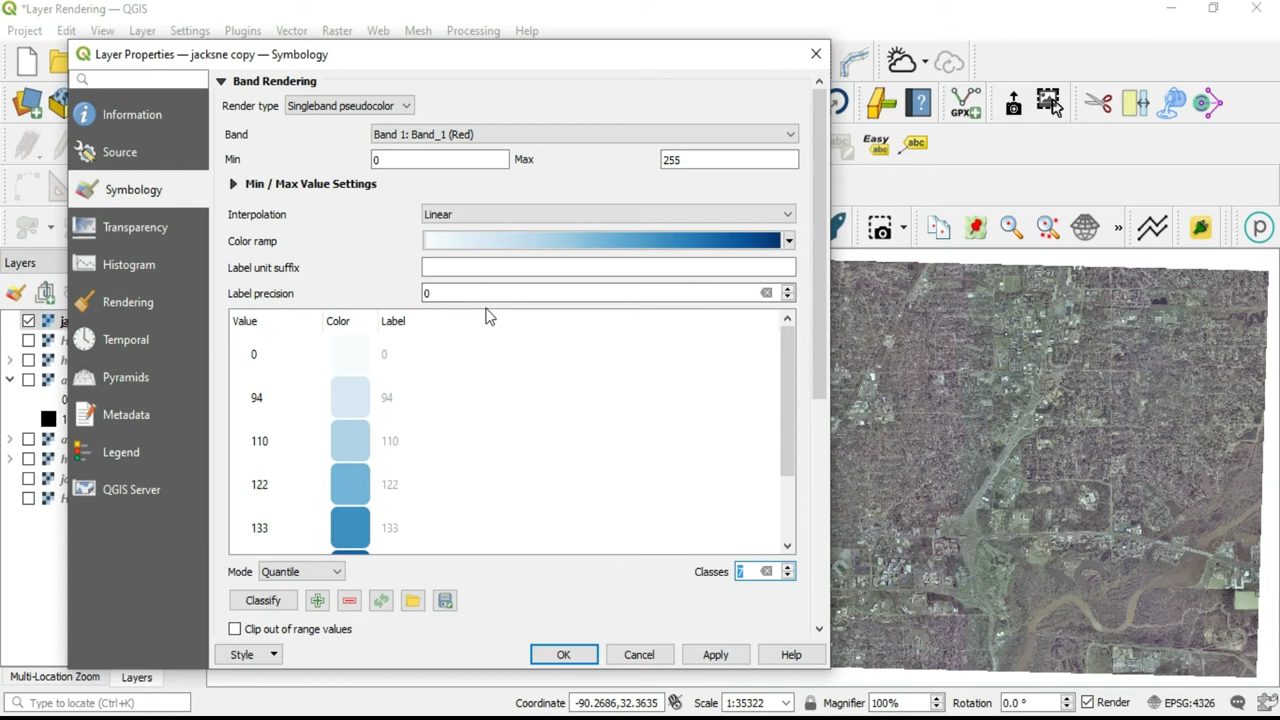 *Layer Rendering — QGIS
Project Edit View Layer Settings Plugins Vector Raster Web Mesh Processing Help
Layer Properties — jacksne copy — Symbology
Information
Source
Symbology
Transparency
Histogram
Rendering
Temporal
Pyramids
Metadata
Legend
QGIS Server
Band Rendering
Render type Singleband pseudocolor
Band Band 1: Band_1 (Red)
Min 0 Max 255
Min / Max Value Settings
Interpolation Linear
Color ramp
Label unit suffix
Label precision 0
Value Color Label
0 0
94 94
110 110
122 122
133 133
Mode Quantile Classes 7
Classify
Clip out of range values
Style OK Cancel Apply Help
GPX
Easy
abc
abc
»
p
Layers
Multi-Location Zoom Layers
Type to locate (Ctrl+K) Coordinate -90.2686,32.3635 Scale 1:35322 Magnifier 100% Rotation 0.0 ° Render EPSG:4326